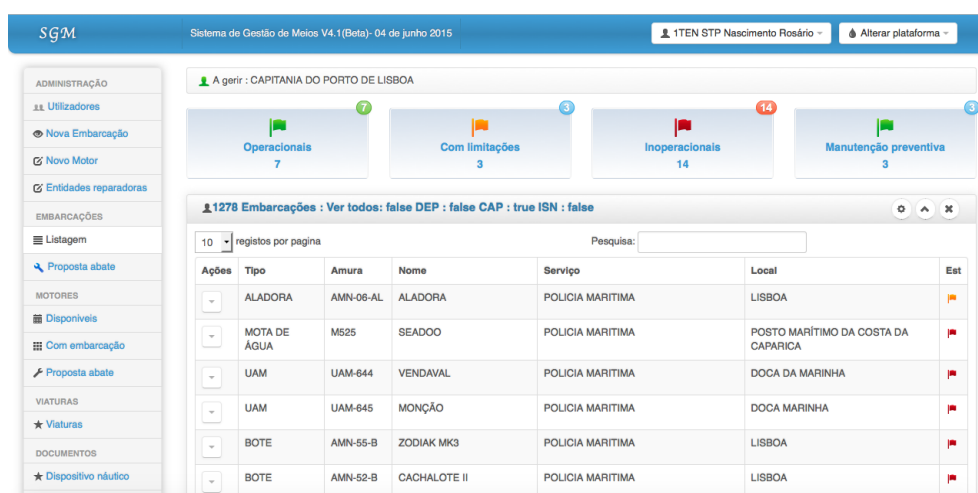 SGM
Sistema de Gestão de Meios V4.1(Beta)- 04 de junho 2015
1TEN STP Nascimento Rosário
Alterar plataforma
ADMINISTRAÇÃO
Utilizadores
Nova Embarcação
Novo Motor
Entidades reparadoras
EMBARCAÇÕES
Listagem
Proposta abate
MOTORES
Disponiveis
Com embarcação
Proposta abate
VIATURAS
Viaturas
DOCUMENTOS
Dispositivo náutico
A gerir : CAPITANIA DO PORTO DE LISBOA
7
Operacionais
7
3
Com limitações
3
14
Inoperacionais
14
3
Manutenção preventiva
3
1278 Embarcações : Ver todos: false DEP : false CAP : true ISN : false
10 registos por pagina
Pesquisa:
Ações Tipo Amura Nome Serviço Local Est
ALADORA AMN-06-AL ALADORA POLICIA MARITIMA LISBOA
MOTA DE M525 SEADOO POLICIA MARITIMA POSTO MARÍTIMO DA COSTA DA
ÁGUA CAPARICA
UAM UAM-644 VENDAVAL POLICIA MARITIMA DOCA DA MARINHA
UAM UAM-645 MONÇÃO POLICIA MARITIMA DOCA MARINHA
BOTE AMN-55-B ZODIAK MK3 POLICIA MARITIMA LISBOA
BOTE AMN-52-B CACHALOTE II POLICIA MARITIMA LISBOA